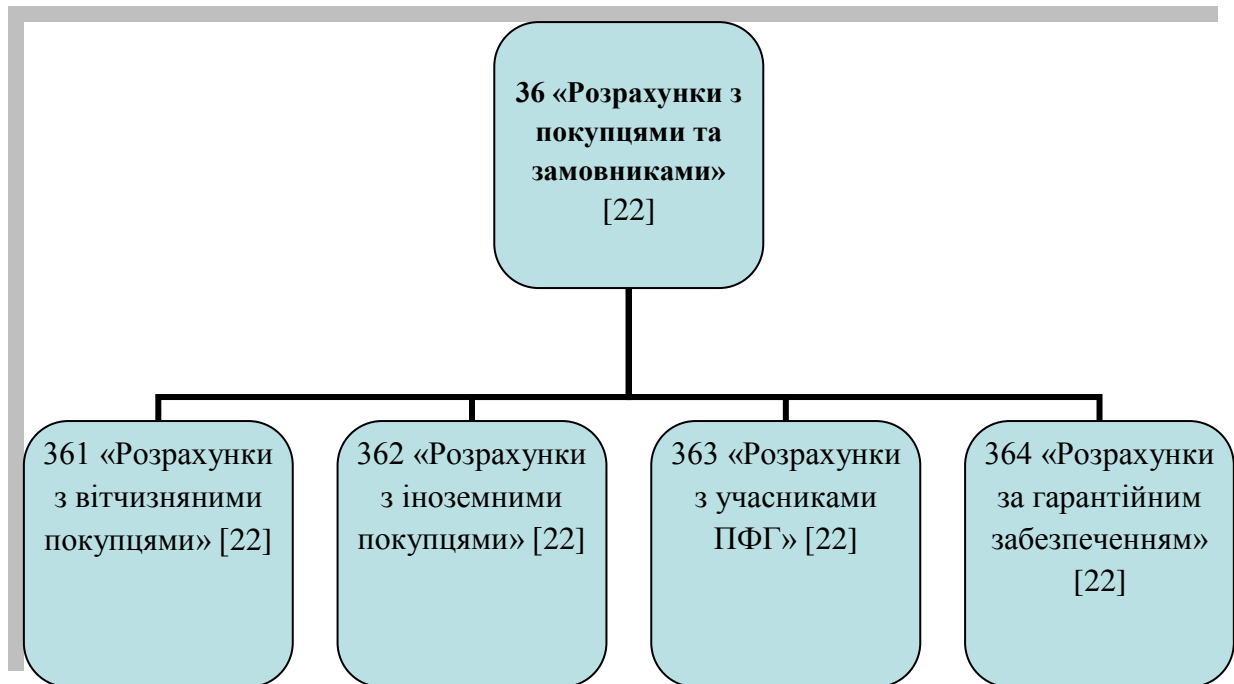 36 «Розрахунки з
покупцями та
замовниками»
[22]
361 «Розрахунки
з вітчизняними
покупцями» [22]
362 «Розрахунки
з іноземними
покупцями» [22]
363 «Розрахунки
з учасниками
ПФГ» [22]
364 «Розрахунки
за гарантійним
забезпеченням»
[22]